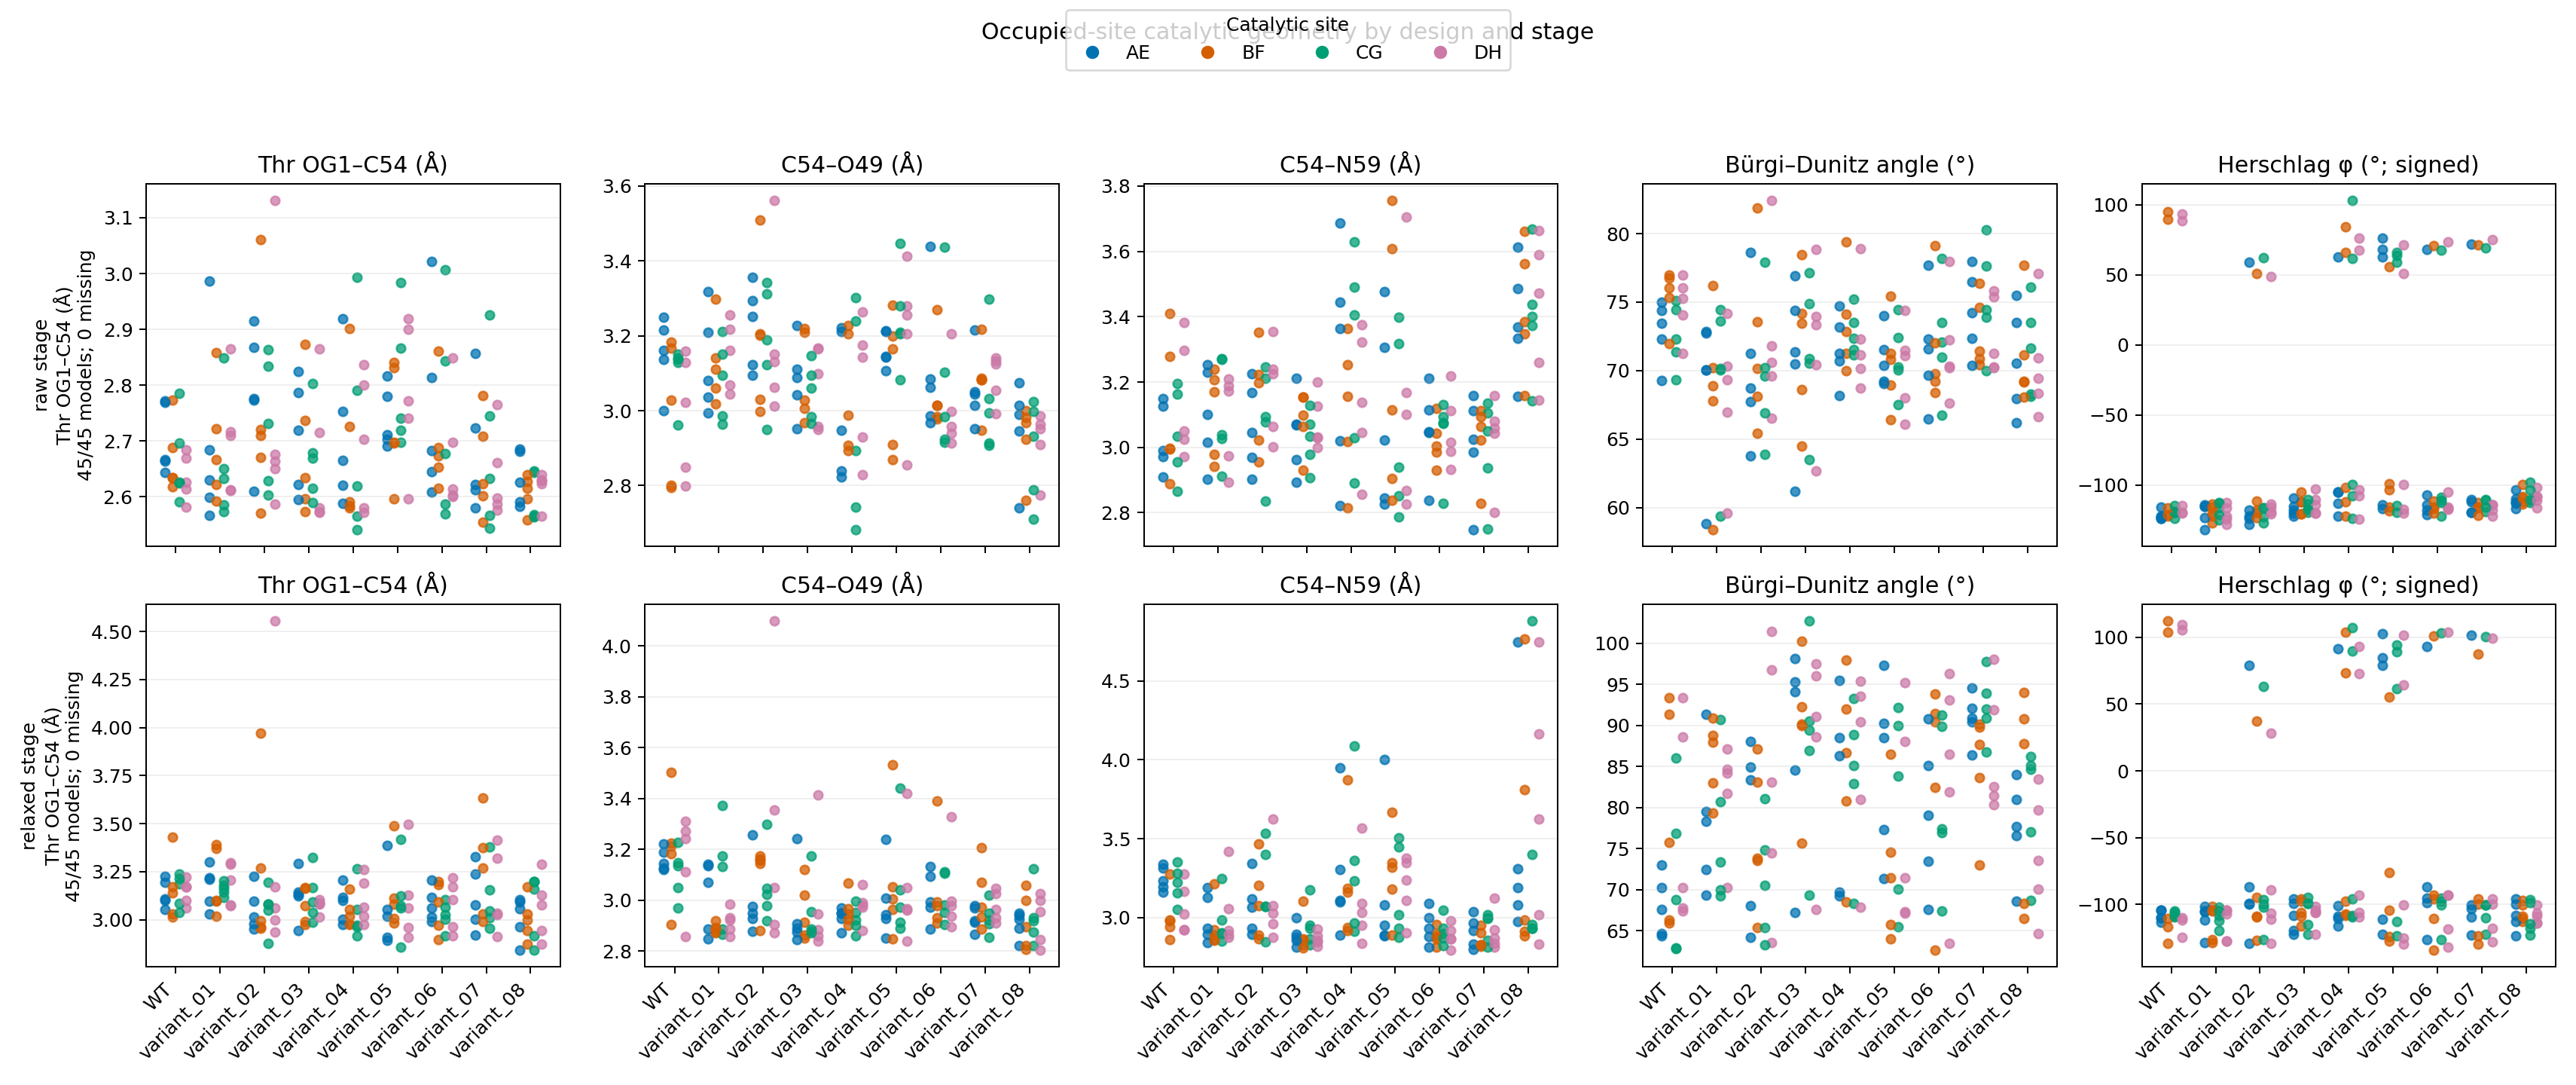 Occupied-site catalytic geometry by design and stage
Catalytic site
AE BF CG DH
Thr OG1–C54 (Å)
C54–O49 (Å)
C54–N59 (Å)
Bürgi–Dunitz angle (°)
Herschlag φ (°; signed)
raw stage
Thr OG1–C54 (Å)
45/45 models; 0 missing
3.1
3.0
2.9
2.8
2.7
2.6
3.6
3.4
3.2
3.0
2.8
3.8
3.6
3.4
3.2
3.0
2.8
80
75
70
65
60
100
50
0
−50
−100
Thr OG1–C54 (Å)
C54–O49 (Å)
C54–N59 (Å)
Bürgi–Dunitz angle (°)
Herschlag φ (°; signed)
relaxed stage
Thr OG1–C54 (Å)
45/45 models; 0 missing
4.50
4.25
4.00
3.75
3.50
3.25
3.00
4.0
3.8
3.6
3.4
3.2
3.0
2.8
4.5
4.0
3.5
3.0
100
95
90
85
80
75
70
65
100
50
0
−50
−100
WT variant_01 variant_02 variant_03 variant_04 variant_05 variant_06 variant_07 variant_08
WT variant_01 variant_02 variant_03 variant_04 variant_05 variant_06 variant_07 variant_08
WT variant_01 variant_02 variant_03 variant_04 variant_05 variant_06 variant_07 variant_08
WT variant_01 variant_02 variant_03 variant_04 variant_05 variant_06 variant_07 variant_08
WT variant_01 variant_02 variant_03 variant_04 variant_05 variant_06 variant_07 variant_08